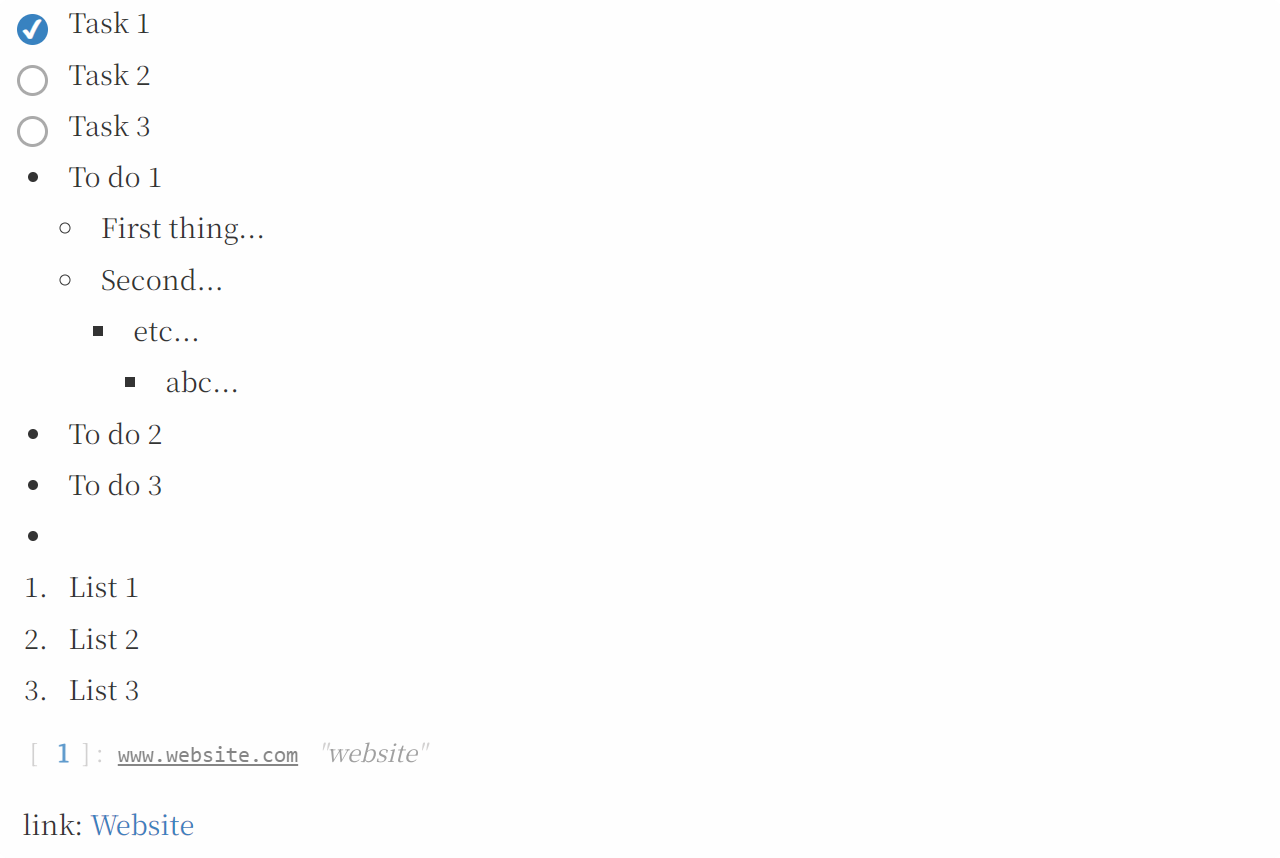 Task 1
Task 2
Task 3
To do 1
First thing...
Second...
etc...
abc...
To do 2
To do 3
1. List 1
2. List 2
3. List 3
[ 1 ]: www.website.com "website"
link: Website